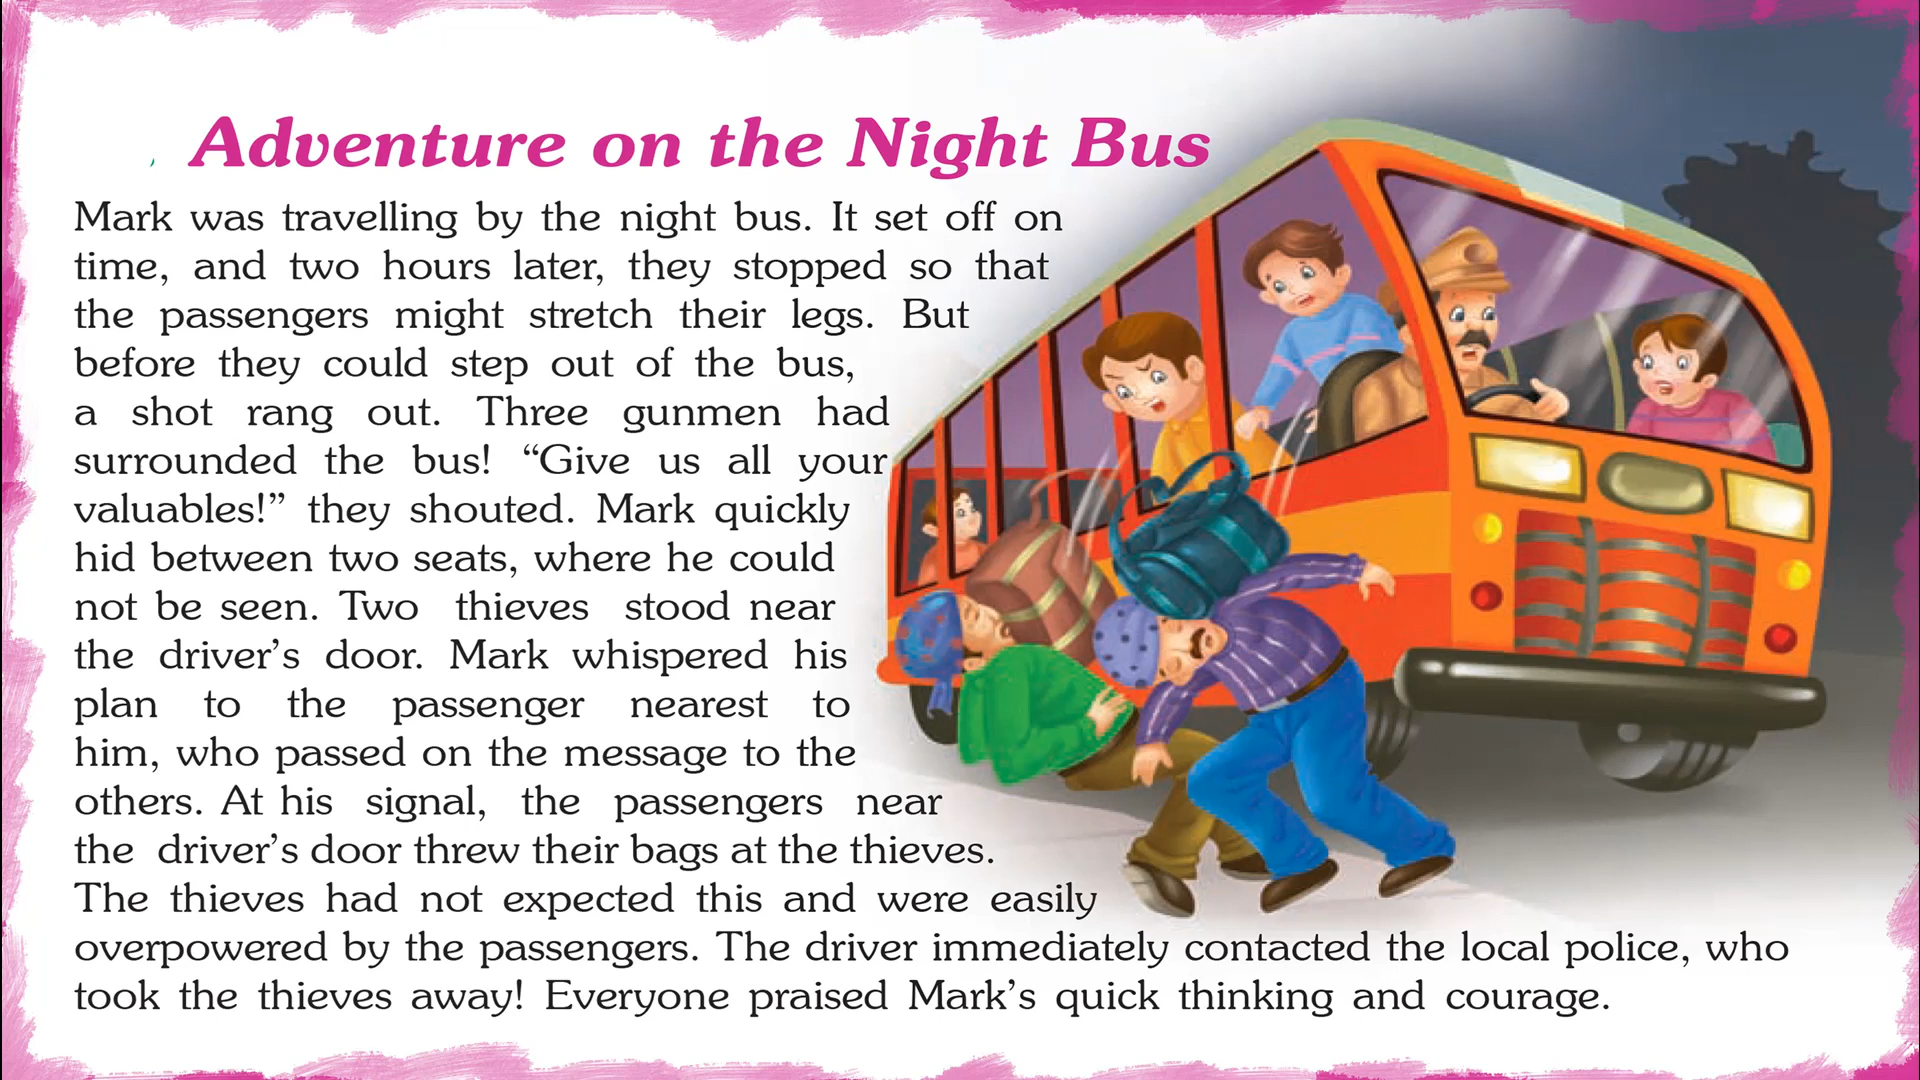 Adventure on the Night Bus
Mark was travelling by the night bus. It set off on
time, and two hours later, they stopped so that
the passengers might stretch their legs. But
before they could step out of the bus,
a shot rang out. Three gunmen had
surrounded the bus! “Give us all your
valuables!” they shouted. Mark quickly
hid between two seats, where he could
not be seen. Two thieves stood near
the driver’s door. Mark whispered his
plan to the passenger nearest to
him, who passed on the message to the
others. At his signal, the passengers near
the driver’s door threw their bags at the thieves.
The thieves had not expected this and were easily
overpowered by the passengers. The driver immediately contacted the local police, who
took the thieves away! Everyone praised Mark’s quick thinking and courage.